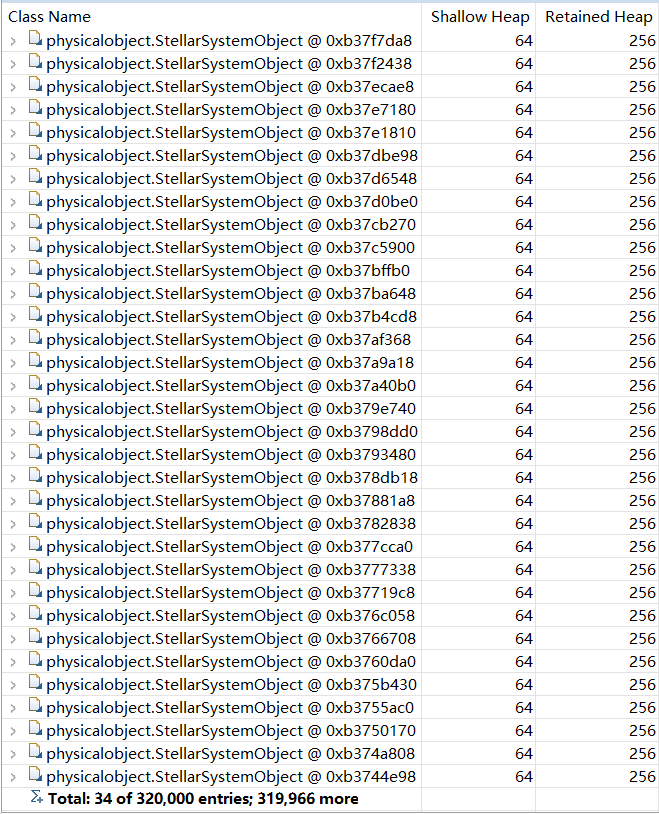 Class Name Shallow Heap Retained Heap
physicalobject.StellarSystemObject @ 0xb37f7da8 64 256
physicalobject.StellarSystemObject @ 0xb37f2438 64 256
physicalobject.StellarSystemObject @ 0xb37ecae8 64 256
physicalobject.StellarSystemObject @ 0xb37e7180 64 256
physicalobject.StellarSystemObject @ 0xb37e1810 64 256
physicalobject.StellarSystemObject @ 0xb37dbe98 64 256
physicalobject.StellarSystemObject @ 0xb37d6548 64 256
physicalobject.StellarSystemObject @ 0xb37d0be0 64 256
physicalobject.StellarSystemObject @ 0xb37cb270 64 256
physicalobject.StellarSystemObject @ 0xb37c5900 64 256
physicalobject.StellarSystemObject @ 0xb37bffb0 64 256
physicalobject.StellarSystemObject @ 0xb37ba648 64 256
physicalobject.StellarSystemObject @ 0xb37b4cd8 64 256
physicalobject.StellarSystemObject @ 0xb37af368 64 256
physicalobject.StellarSystemObject @ 0xb37a9a18 64 256
physicalobject.StellarSystemObject @ 0xb37a40b0 64 256
physicalobject.StellarSystemObject @ 0xb379e740 64 256
physicalobject.StellarSystemObject @ 0xb3798dd0 64 256
physicalobject.StellarSystemObject @ 0xb3793480 64 256
physicalobject.StellarSystemObject @ 0xb378db18 64 256
physicalobject.StellarSystemObject @ 0xb37881a8 64 256
physicalobject.StellarSystemObject @ 0xb3782838 64 256
physicalobject.StellarSystemObject @ 0xb377cca0 64 256
physicalobject.StellarSystemObject @ 0xb3777338 64 256
physicalobject.StellarSystemObject @ 0xb37719c8 64 256
physicalobject.StellarSystemObject @ 0xb376c058 64 256
physicalobject.StellarSystemObject @ 0xb3766708 64 256
physicalobject.StellarSystemObject @ 0xb3760da0 64 256
physicalobject.StellarSystemObject @ 0xb375b430 64 256
physicalobject.StellarSystemObject @ 0xb3755ac0 64 256
physicalobject.StellarSystemObject @ 0xb3750170 64 256
physicalobject.StellarSystemObject @ 0xb374a808 64 256
physicalobject.StellarSystemObject @ 0xb3744e98 64 256
Total: 34 of 320,000 entries; 319,966 more